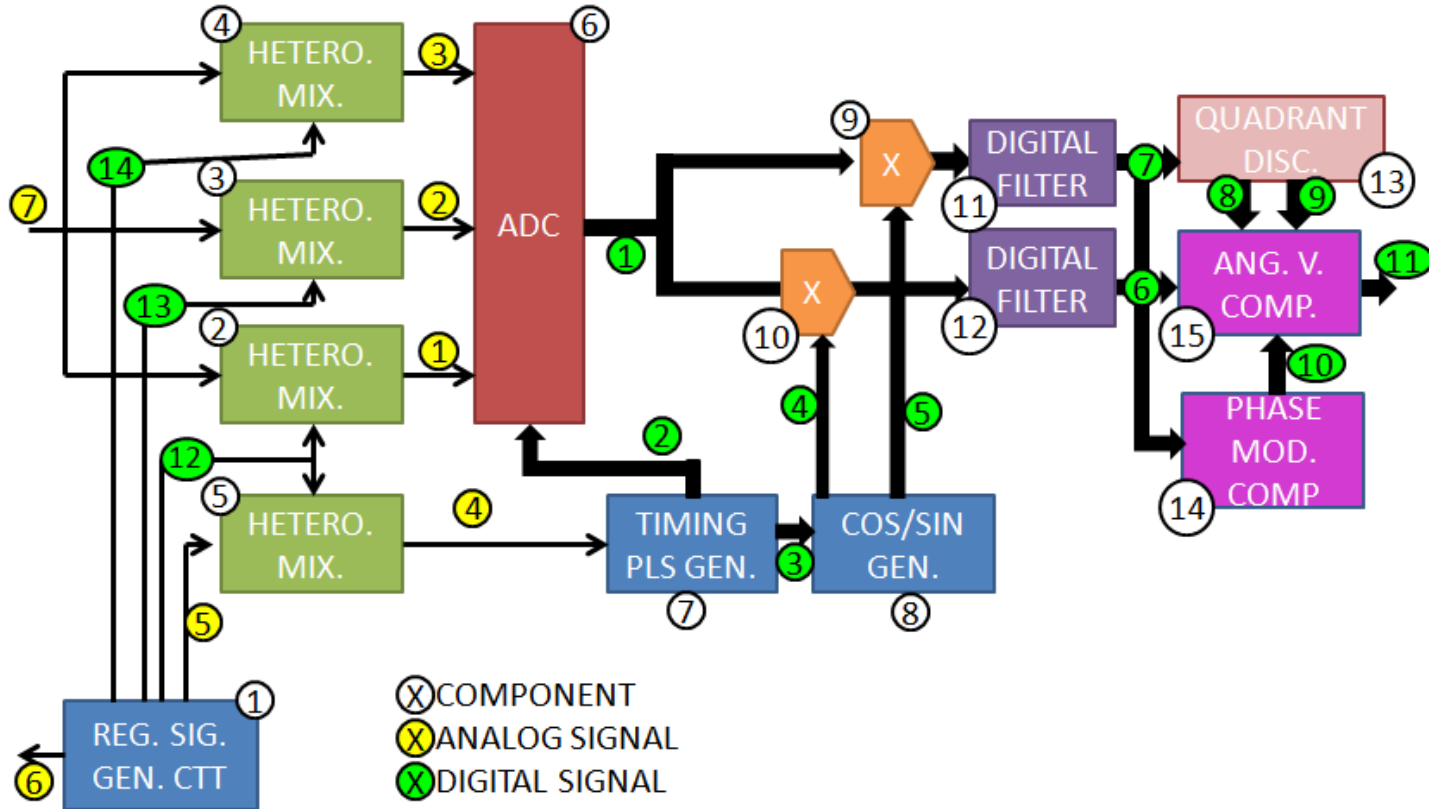 4
HETERO.
MIX.
3
6
ADC
14
3
HETERO.
MIX.
7
2
13
2
HETERO.
MIX.
1
12
5
HETERO.
MIX.
4
5
1
REG. SIG.
GEN. CTT
6
1
2
TIMING
PLS GEN.
7
3
COS/SIN
GEN.
8
4
5
9
X
10
X
11
DIGITAL
FILTER
12
DIGITAL
FILTER
7
6
QUADRANT
DISC.
13
8
9
ANG. V.
COMP.
15
11
10
PHASE
MOD.
COMP
14
X COMPONENT
X ANALOG SIGNAL
X DIGITAL SIGNAL